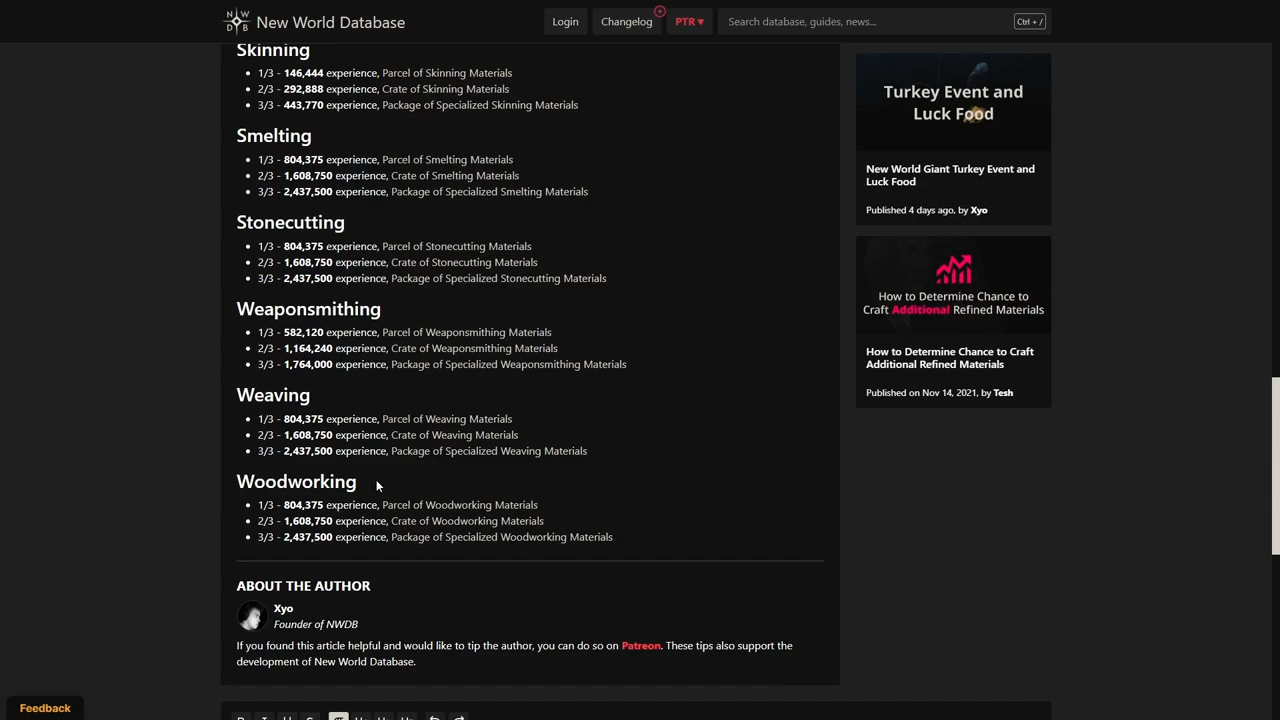 New World Database
Login
Changelog
PTR ▾
Search database, guides, news...
Ctrl + /
Skinning
• 1/3 - 146,444 experience, Parcel of Skinning Materials
• 2/3 - 292,888 experience, Crate of Skinning Materials
• 3/3 - 443,770 experience, Package of Specialized Skinning Materials
Smelting
• 1/3 - 804,375 experience, Parcel of Smelting Materials
• 2/3 - 1,608,750 experience, Crate of Smelting Materials
• 3/3 - 2,437,500 experience, Package of Specialized Smelting Materials
Stonecutting
• 1/3 - 804,375 experience, Parcel of Stonecutting Materials
• 2/3 - 1,608,750 experience, Crate of Stonecutting Materials
• 3/3 - 2,437,500 experience, Package of Specialized Stonecutting Materials
Weaponsmithing
• 1/3 - 582,120 experience, Parcel of Weaponsmithing Materials
• 2/3 - 1,164,240 experience, Crate of Weaponsmithing Materials
• 3/3 - 1,764,000 experience, Package of Specialized Weaponsmithing Materials
Weaving
• 1/3 - 804,375 experience, Parcel of Weaving Materials
• 2/3 - 1,608,750 experience, Crate of Weaving Materials
• 3/3 - 2,437,500 experience, Package of Specialized Weaving Materials
Woodworking
• 1/3 - 804,375 experience, Parcel of Woodworking Materials
• 2/3 - 1,608,750 experience, Crate of Woodworking Materials
• 3/3 - 2,437,500 experience, Package of Specialized Woodworking Materials
ABOUT THE AUTHOR
Xyo
Founder of NWDB
If you found this article helpful and would like to tip the author, you can do so on Patreon. These tips also support the
development of New World Database.
Turkey Event and
Luck Food
New World Giant Turkey Event and
Luck Food
Published 4 days ago, by Xyo
How to Determine Chance to
Craft Additional Refined Materials
How to Determine Chance to Craft
Additional Refined Materials
Published on Nov 14, 2021, by Tesh
Feedback